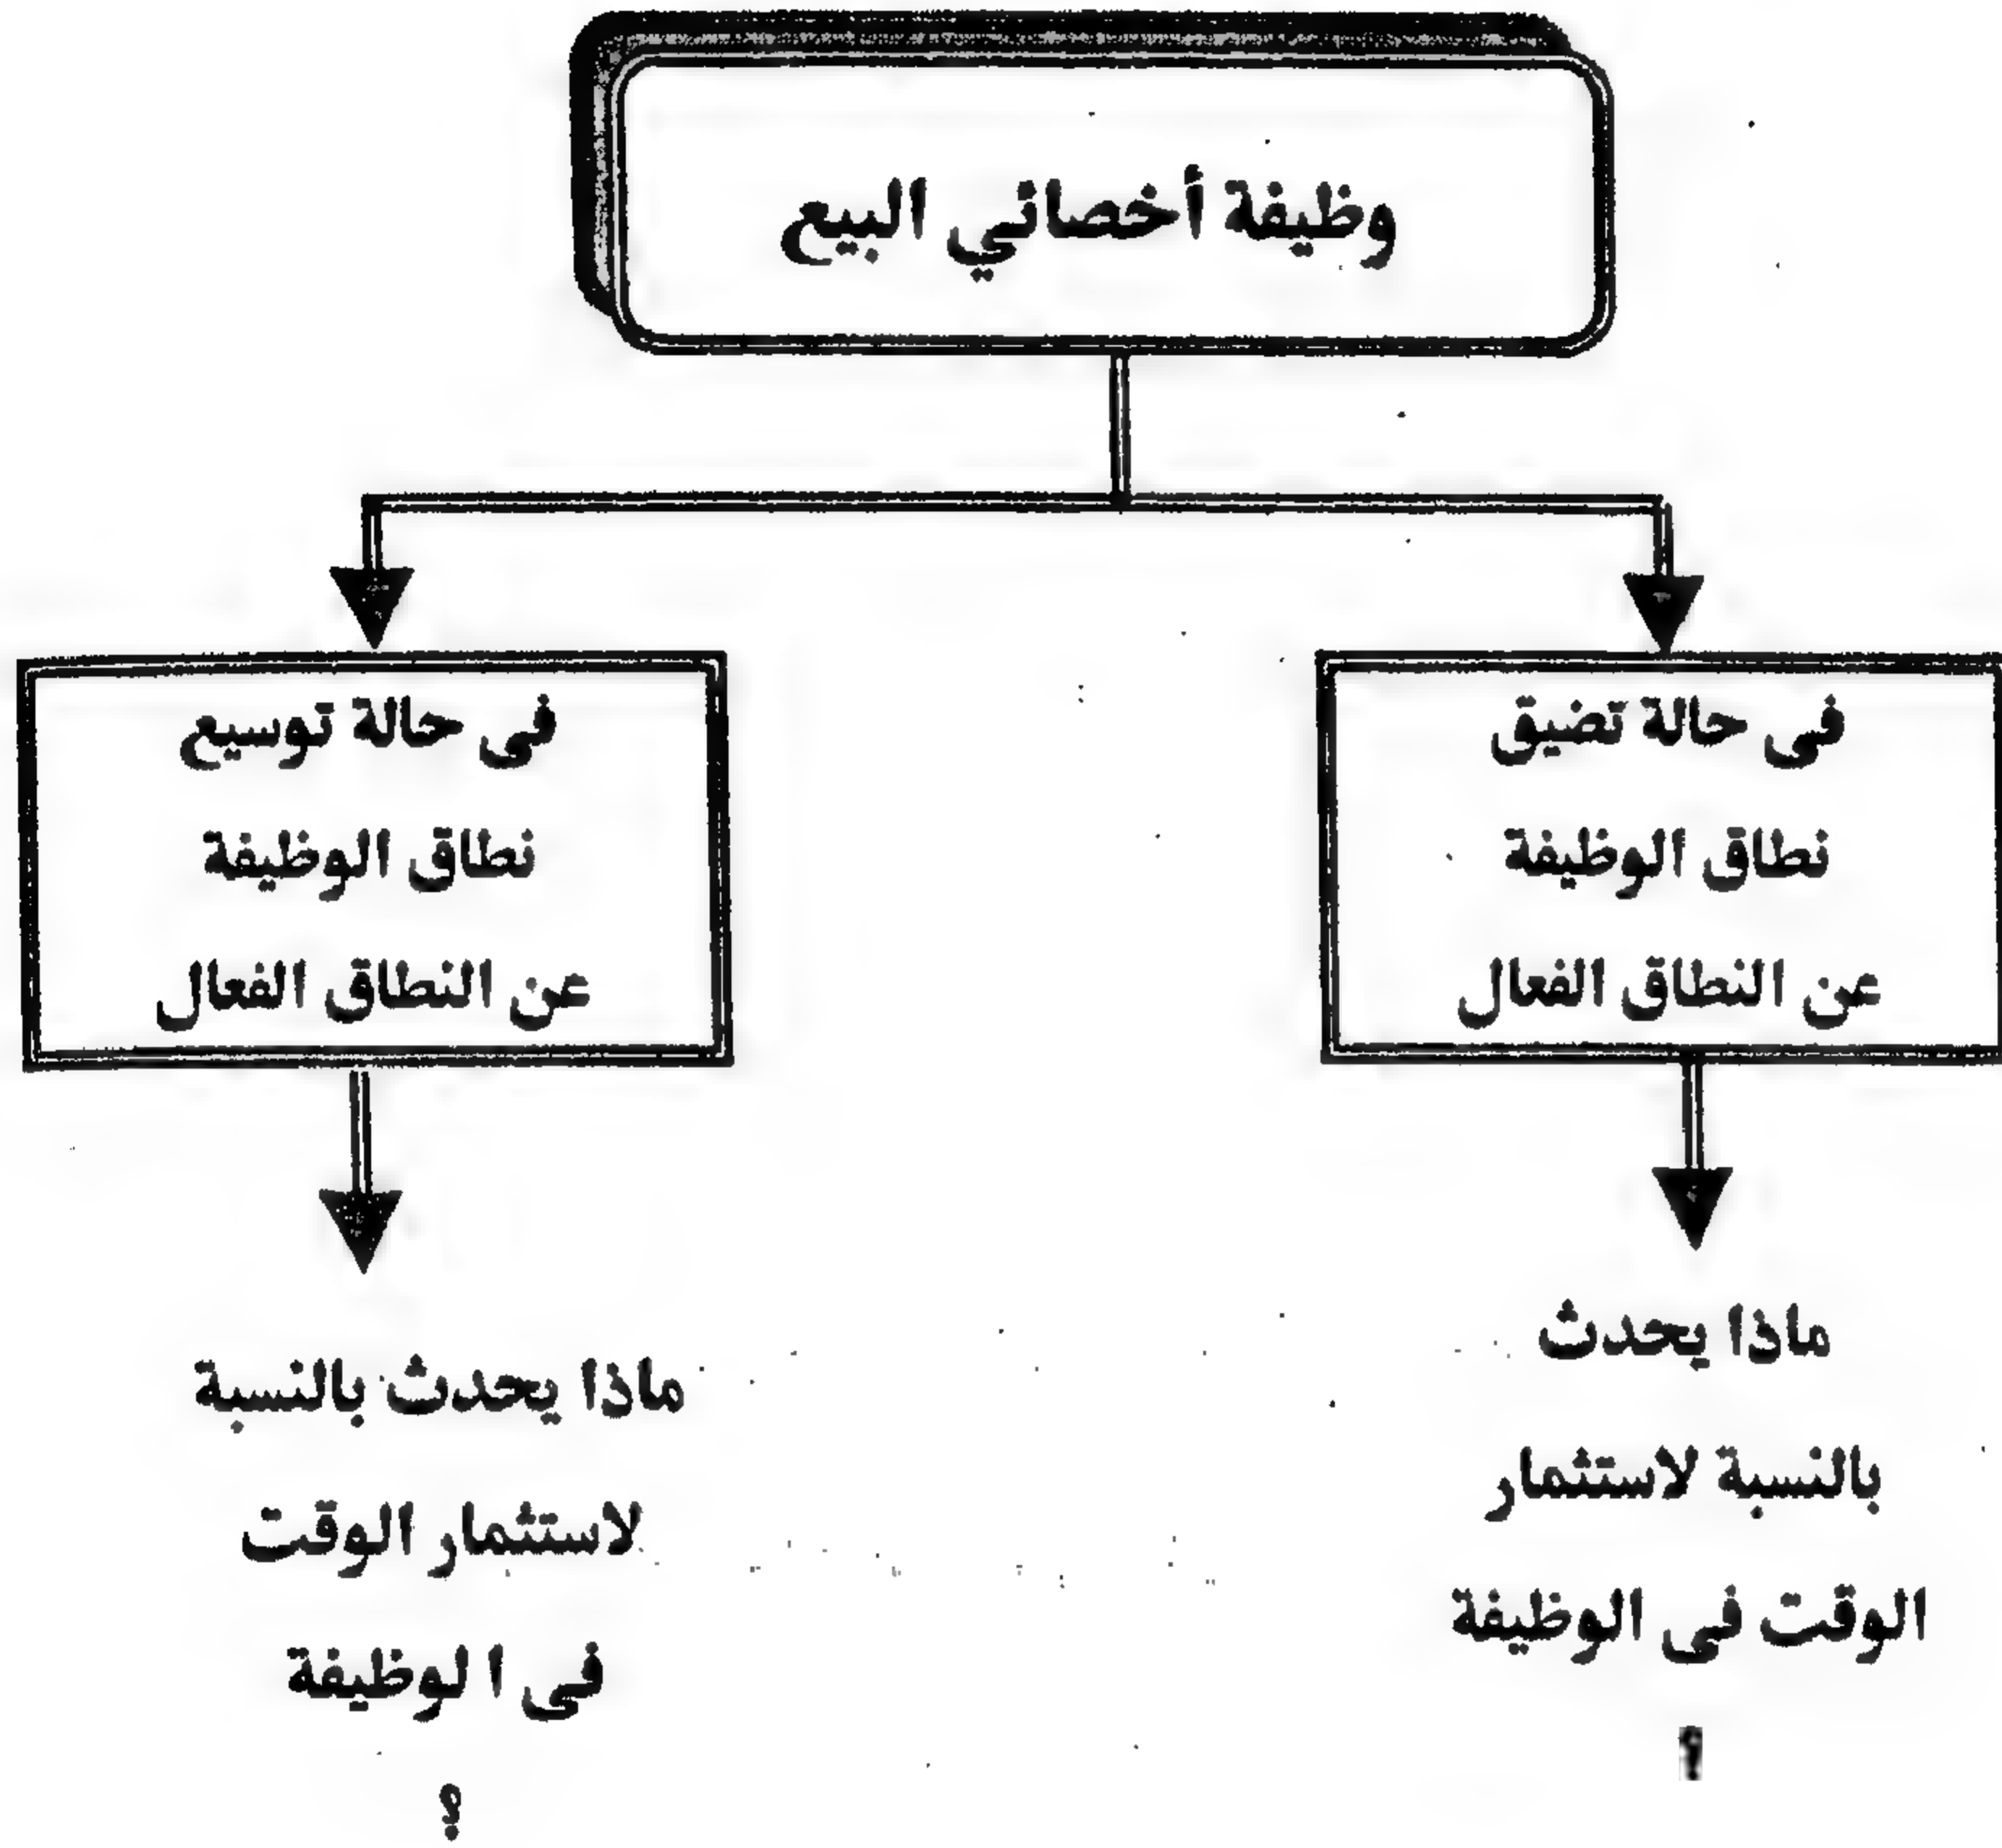 وظيفة أخصائي البيع
فى حالة تضيق
نطاق الوظيفة
عن النطاق الفعال
ماذا يحدث
بالنسبة لاستثمار
الوقت فى الوظيفة
؟
فى حالة توسيع
نطاق الوظيفة
عن النطاق الفعال
ماذا يحدث بالنسبة
لاستثمار الوقت
فى ا لوظيفة
؟